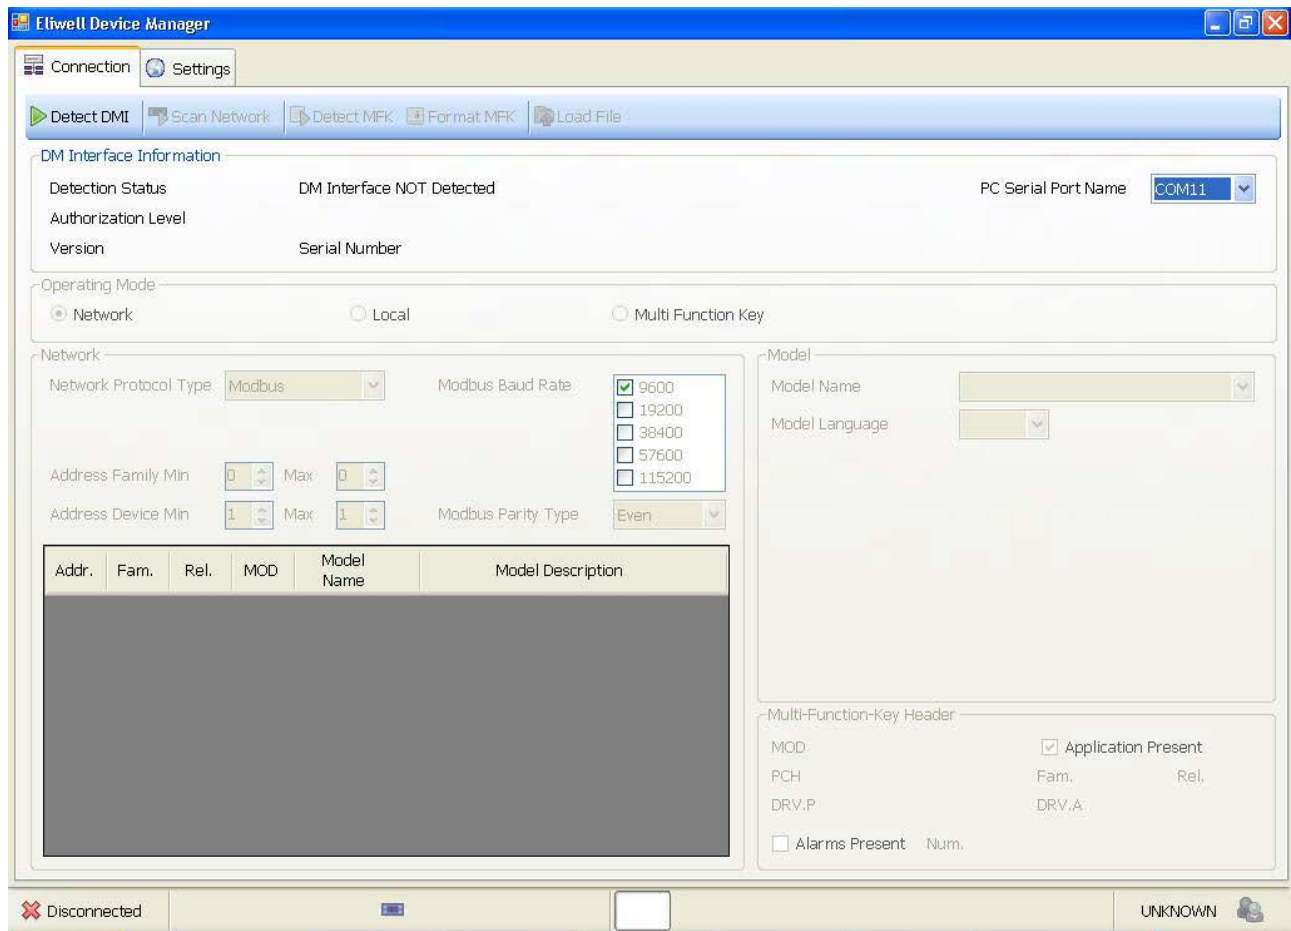 Eliwell Device Manager
Connection Settings
Detect DMI Scan Network Detect MFK Format MFK Load File
DM Interface Information
Detection Status DM Interface NOT Detected PC Serial Port Name COM11
Authorization Level
Version Serial Number
Operating Mode
Network Local Multi Function Key
Network Model
Network Protocol Type Modbus Modbus Baud Rate 9600 Model Name
19200
38400 Model Language
57600
Address Family Min 0 Max 0 115200
Address Device Min 1 Max 1 Modbus Parity Type Even
Addr. Fam. Rel. MOD Model Name Model Description
Multi-Function-Key Header
MOD Application Present
PCH Fam. Rel.
DRV.P DRV.A
Alarms Present Num.
Disconnected UNKNOWN